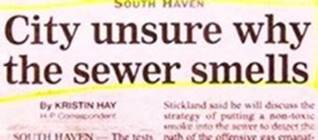 SOUTH HAVEN
City unsure why
the sewer smells
By KRISTIN HAY
H-P Correspondent
SOUTH HAVEN — The tests
Stickland said he will discuss the
strategy of putting a non-toxic
smoke into the sewer to detect the
path of the offensive gas emanat-